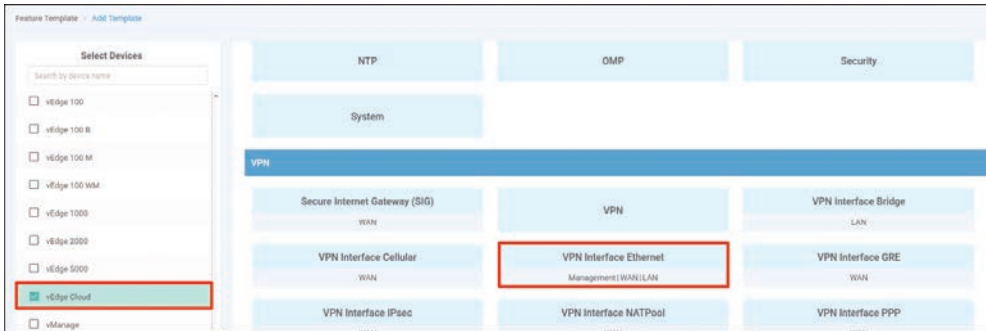 Feature Template / Add Template
Select Devices
Search by device name
vEdge 100
vEdge 100 B
vEdge 100 M
vEdge 100 WM
vEdge 1000
vEdge 2000
vEdge 5000
vEdge Cloud
vManage
NTP
OMP
Security
System
VPN
Secure Internet Gateway (SIG)
WAN
VPN
VPN Interface Bridge
LAN
VPN Interface Cellular
WAN
VPN Interface Ethernet
Management|WAN|LAN
VPN Interface GRE
WAN
VPN Interface IPsec
VPN Interface NATPool
VPN Interface PPP